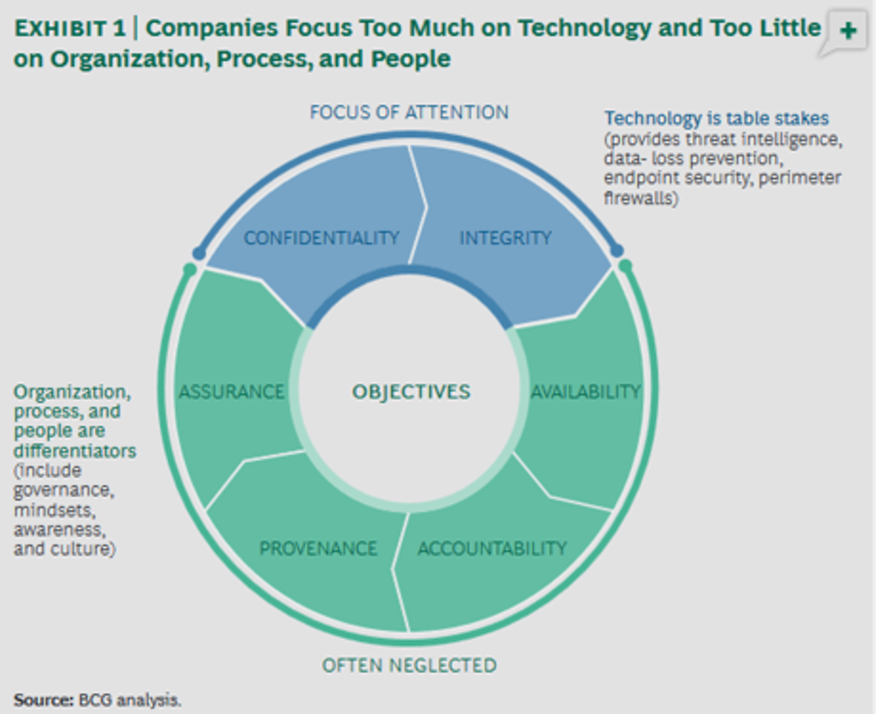 EXHIBIT 1 | Companies Focus Too Much on Technology and Too Little
on Organization, Process, and People
+
FOCUS OF ATTENTION
Technology is table stakes
(provides threat intelligence,
data- loss prevention,
endpoint security, perimeter
firewalls)
CONFIDENTIALITY
INTEGRITY
ASSURANCE
OBJECTIVES
AVAILABILITY
Organization,
process, and
people are
differentiators
(include
governance,
mindsets,
awareness,
and culture)
PROVENANCE
ACCOUNTABILITY
OFTEN NEGLECTED
Source: BCG analysis.